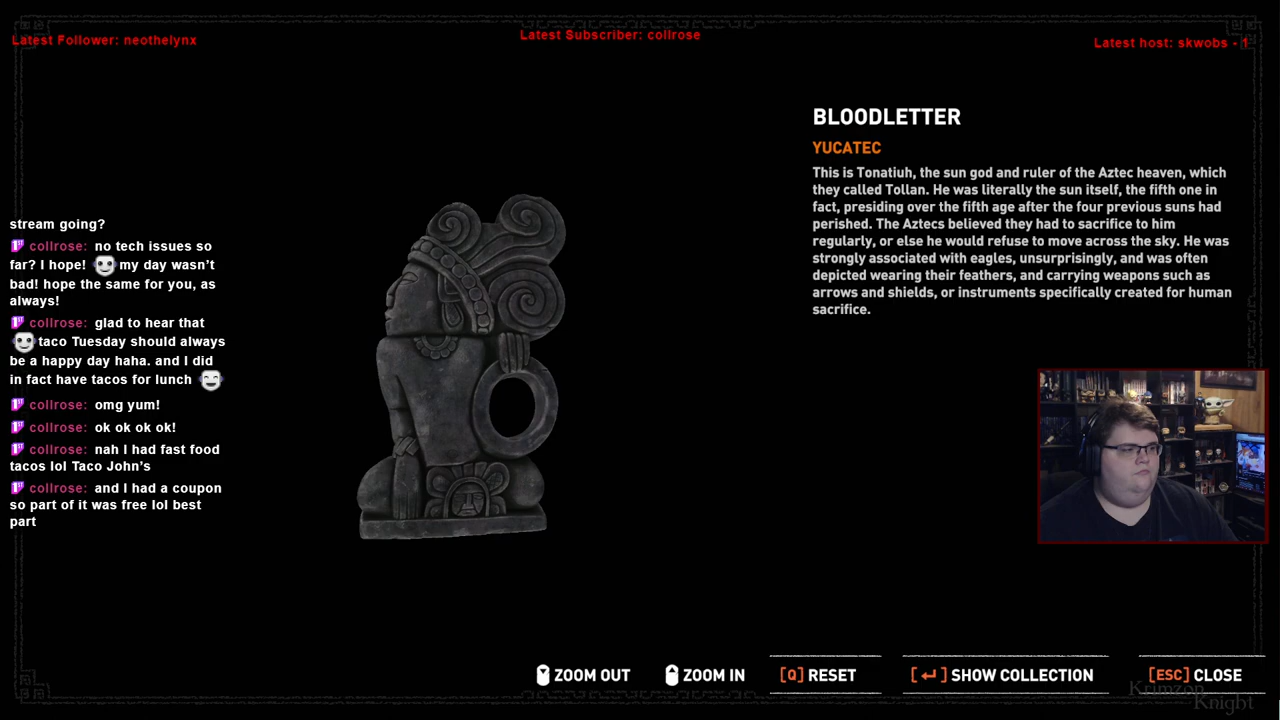 Latest Follower: neothelynx
Latest Subscriber: collrose
Latest host: skwobs - 1
BLOODLETTER
YUCATEC
This is Tonatiuh, the sun god and ruler of the Aztec heaven, which
they called Tollan. He was literally the sun itself, the fifth one in
fact, presiding over the fifth age after the four previous suns had
perished. The Aztecs believed they had to sacrifice to him
regularly, or else he would refuse to move across the sky. He was
strongly associated with eagles, unsurprisingly, and was often
depicted wearing their feathers, and carrying weapons such as
arrows and shields, or instruments specifically created for human
sacrifice.
stream going?
collrose: no tech issues so
far? I hope! my day wasn't
bad! hope the same for you, as
always!
collrose: glad to hear that
taco Tuesday should always
be a happy day haha. and I did
in fact have tacos for lunch
collrose: omg yum!
collrose: ok ok ok ok!
collrose: nah I had fast food
tacos lol Taco John's
collrose: and I had a coupon
so part of it was free lol best
part
ZOOM OUT
ZOOM IN
[Q] RESET
[↵] SHOW COLLECTION
[ESC] CLOSE
Krimzon
Knight